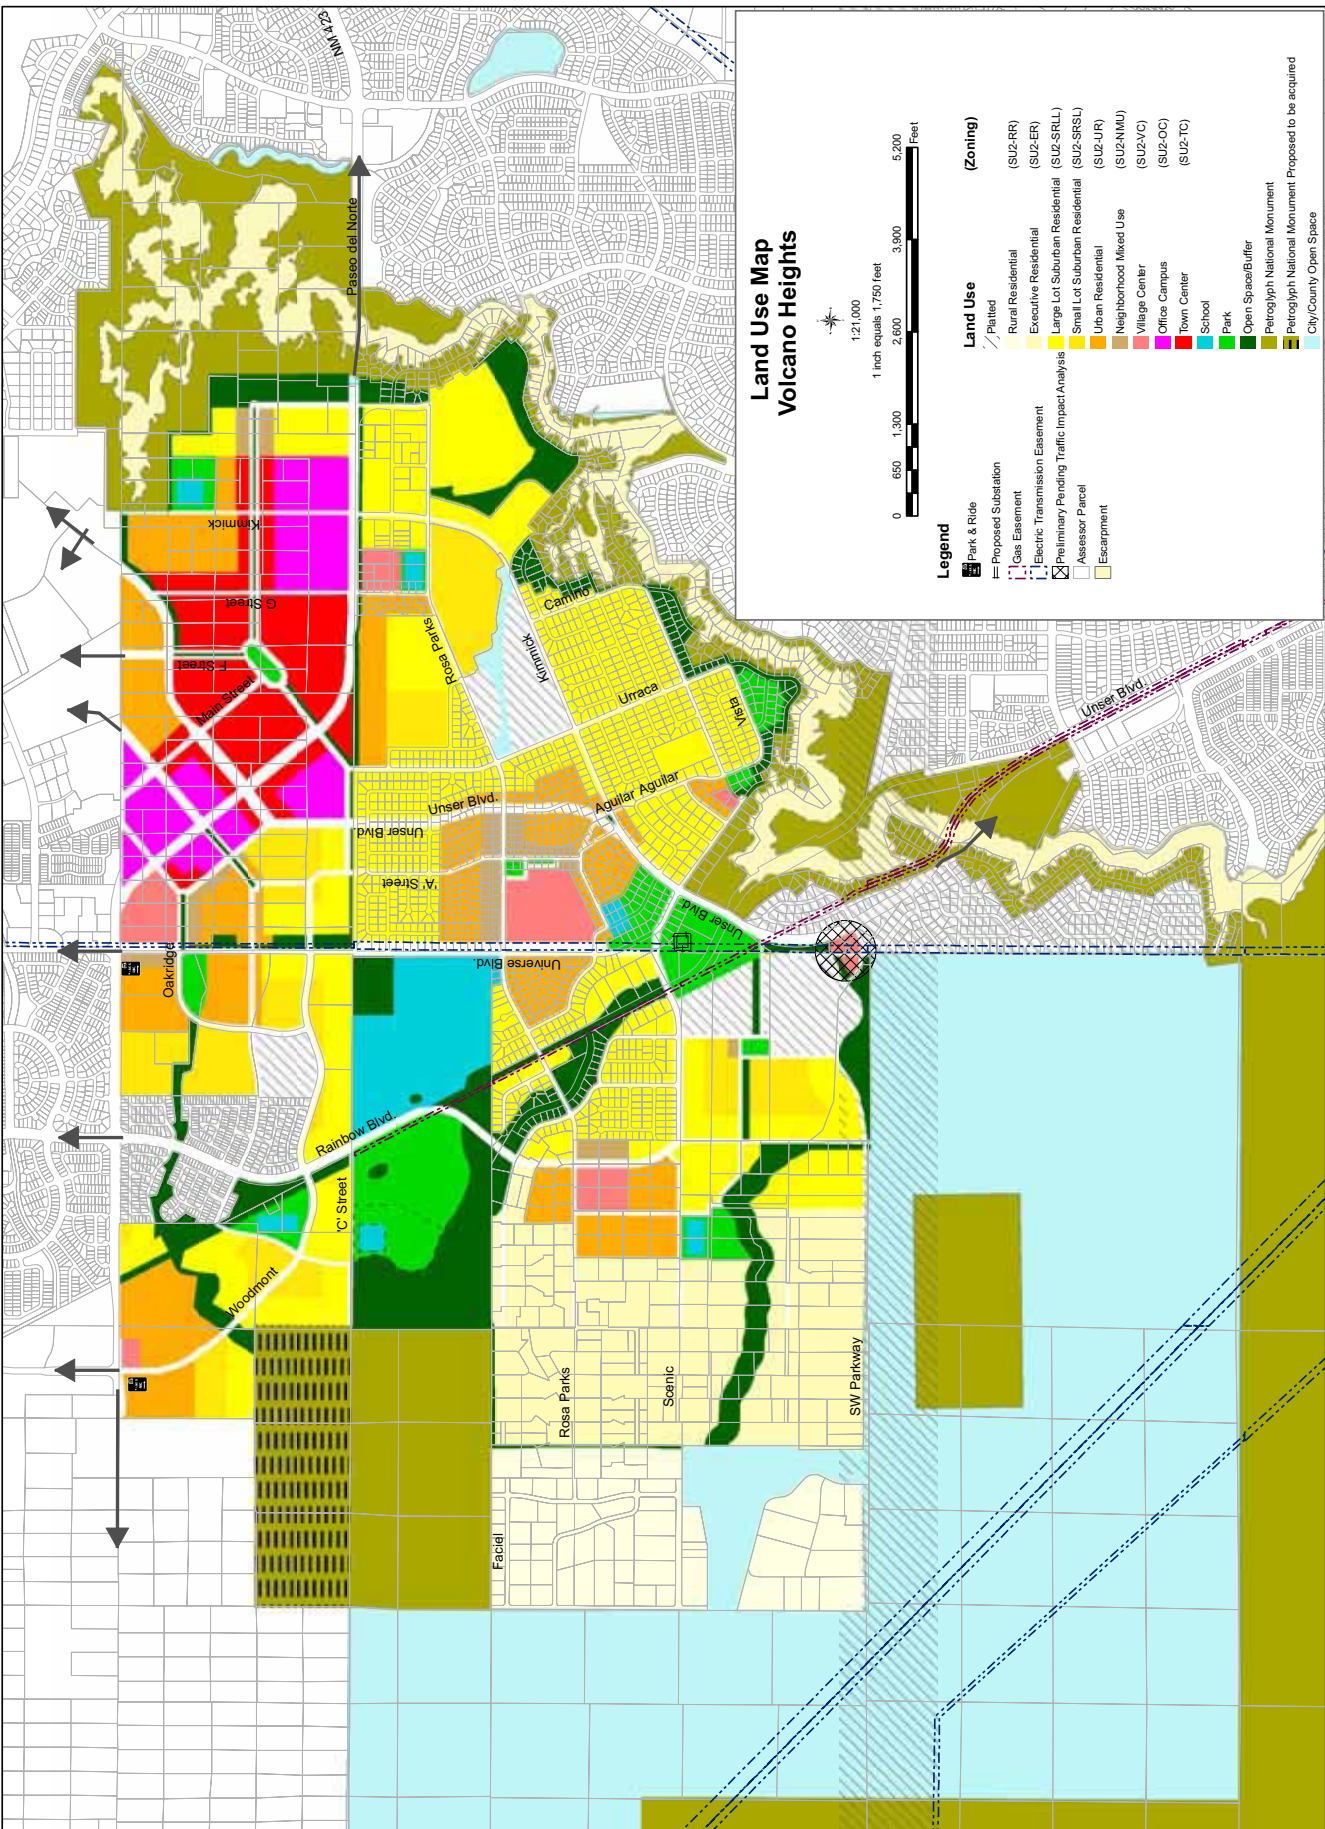 NM 423
Paseo del Norte
Kimmick
G Street
F Street
Main Street
Rosa Parks
Kimmick
Camino
Urraca
Vista
Aguilar Aguilar
Unser Blvd.
Unser Blvd.
'A' Street
Unser Blvd.
Unser Blvd.
Universe Blvd.
Oakridge
Rainbow Blvd.
'C' Street
Woodmont
Rosa Parks
Scenic
SW Parkway
Faciel
Land Use Map
Volcano Heights
1:21,000
1 inch equals 1,750 feet
0 650 1,300 2,600 3,900 5,200
Feet
Legend
Park & Ride
Proposed Substation
Gas Easement
Electric Transmission Easement
Preliminary Pending Traffic Impact Analysis
Assessor Parcel
Escarpment
Land Use (Zoning)
Platted
Rural Residential (SU2-RR)
Executive Residential (SU2-ER)
Large Lot Suburban Residential (SU2-SRLL)
Small Lot Suburban Residential (SU2-SRSL)
Urban Residential (SU2-UR)
Neighborhood Mixed Use (SU2-NMU)
Village Center (SU2-VC)
Office Campus (SU2-OC)
Town Center (SU2-TC)
School
Park
Open Space/Buffer
Petroglyph National Monument
Petroglyph National Monument Proposed to be acquired
City/County Open Space